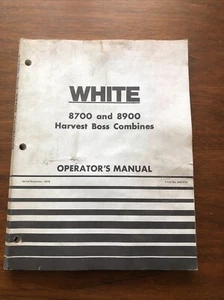 WHITE
8700 and 8900
Harvest Boss Combines
OPERATOR'S MANUAL